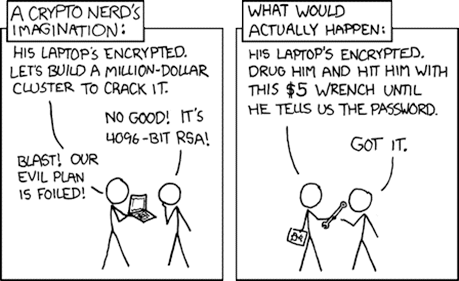 A CRYPTO NERD'S
IMAGINATION:
HIS LAPTOP'S ENCRYPTED.
LET'S BUILD A MILLION-DOLLAR
CLUSTER TO CRACK IT.
NO GOOD! IT'S
4096-BIT RSA!
BLAST! OUR
EVIL PLAN
IS FOILED!
WHAT WOULD
ACTUALLY HAPPEN:
HIS LAPTOP'S ENCRYPTED.
DRUG HIM AND HIT HIM WITH
THIS $5 WRENCH UNTIL
HE TELLS US THE PASSWORD.
GOT IT.